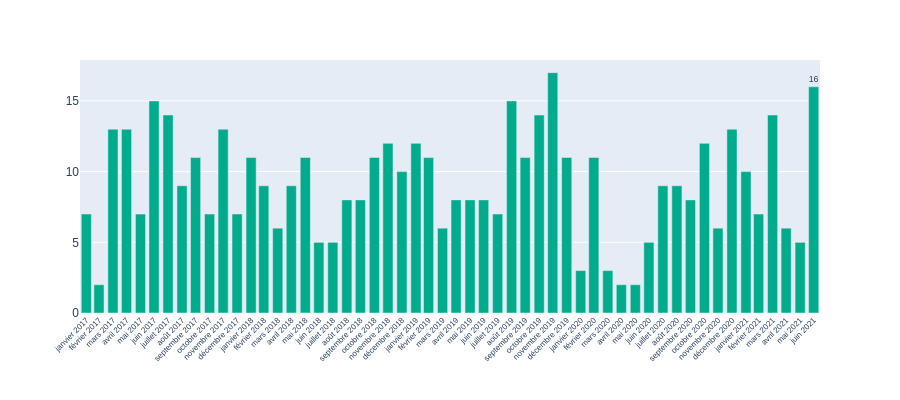 16
15
10
5
0
janvier 2017
février 2017
mars 2017
avril 2017
mai 2017
juin 2017
juillet 2017
août 2017
septembre 2017
octobre 2017
novembre 2017
décembre 2017
janvier 2018
février 2018
mars 2018
avril 2018
mai 2018
juin 2018
juillet 2018
août 2018
septembre 2018
octobre 2018
novembre 2018
décembre 2018
janvier 2019
février 2019
mars 2019
avril 2019
mai 2019
juin 2019
juillet 2019
août 2019
septembre 2019
octobre 2019
novembre 2019
décembre 2019
janvier 2020
février 2020
mars 2020
avril 2020
mai 2020
juin 2020
juillet 2020
août 2020
septembre 2020
octobre 2020
novembre 2020
décembre 2020
janvier 2021
février 2021
mars 2021
avril 2021
mai 2021
juin 2021